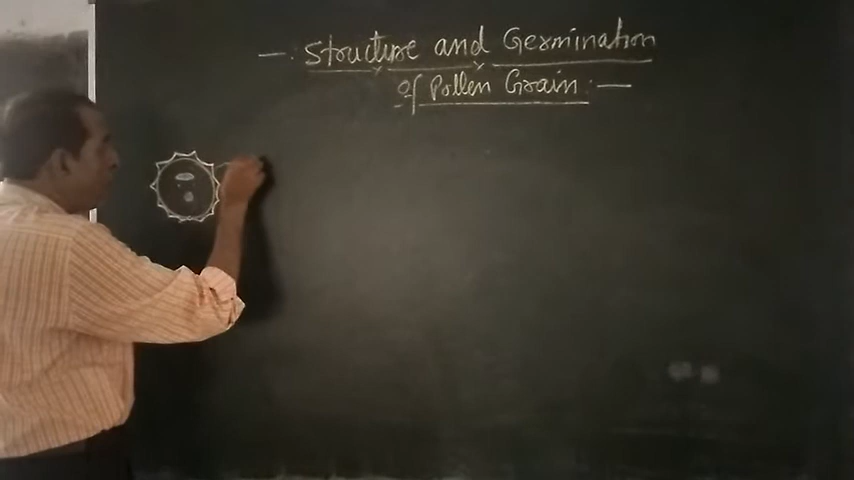 —: Structure and Germination
of Pollen Grain:—